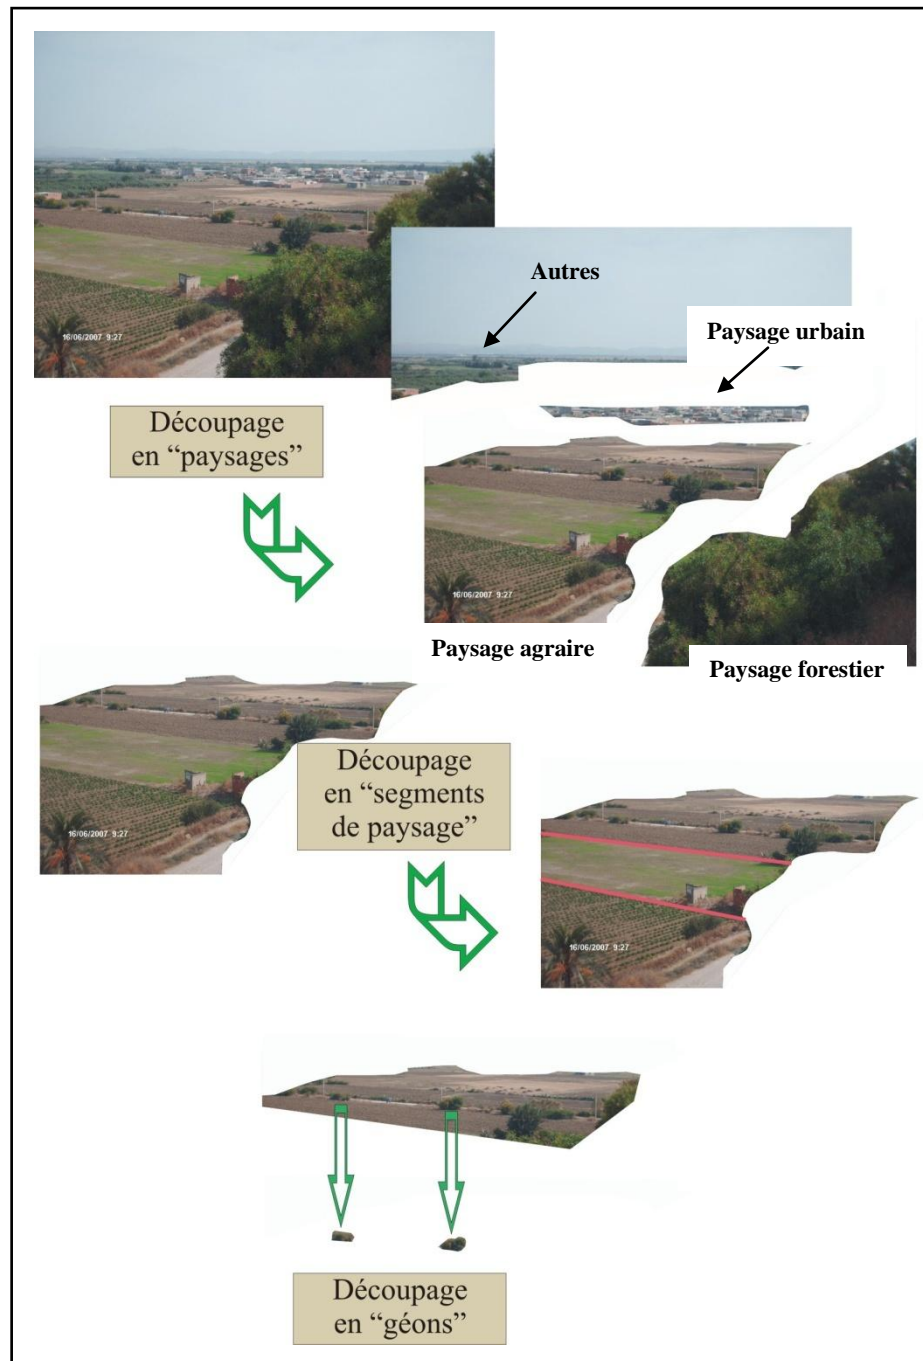 16/06/2007 9:27
Autres
Paysage urbain
Découpage
en “paysages”
16/06/2007 9:27
Paysage agraire
Paysage forestier
Découpage
en “segments
de paysage”
16/06/2007 9:27
16/06/2007 9:27
Découpage
en “géons”